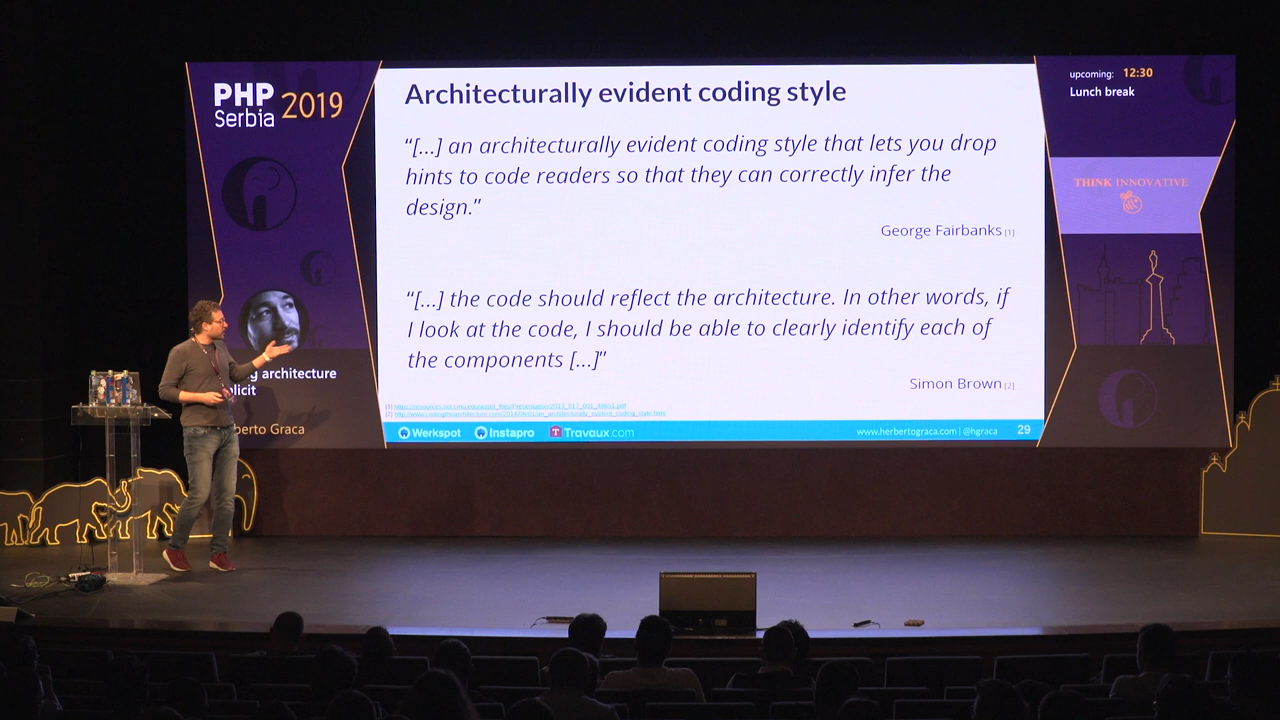 PHP
Serbia
2019
Architecturally evident coding style
“[...] an architecturally evident coding style that lets you drop
hints to code readers so that they can correctly infer the
design.”
George Fairbanks [1]
“[...] the code should reflect the architecture. In other words, if
I look at the code, I should be able to clearly identify each of
the components [...]”
Simon Brown [2]
Werkspot
Instapro
Travaux.com
www.herbertograca.com | @hgraca
29
architecture
Graca
upcoming: 12:30
Lunch break
THINK INNOVATIVE